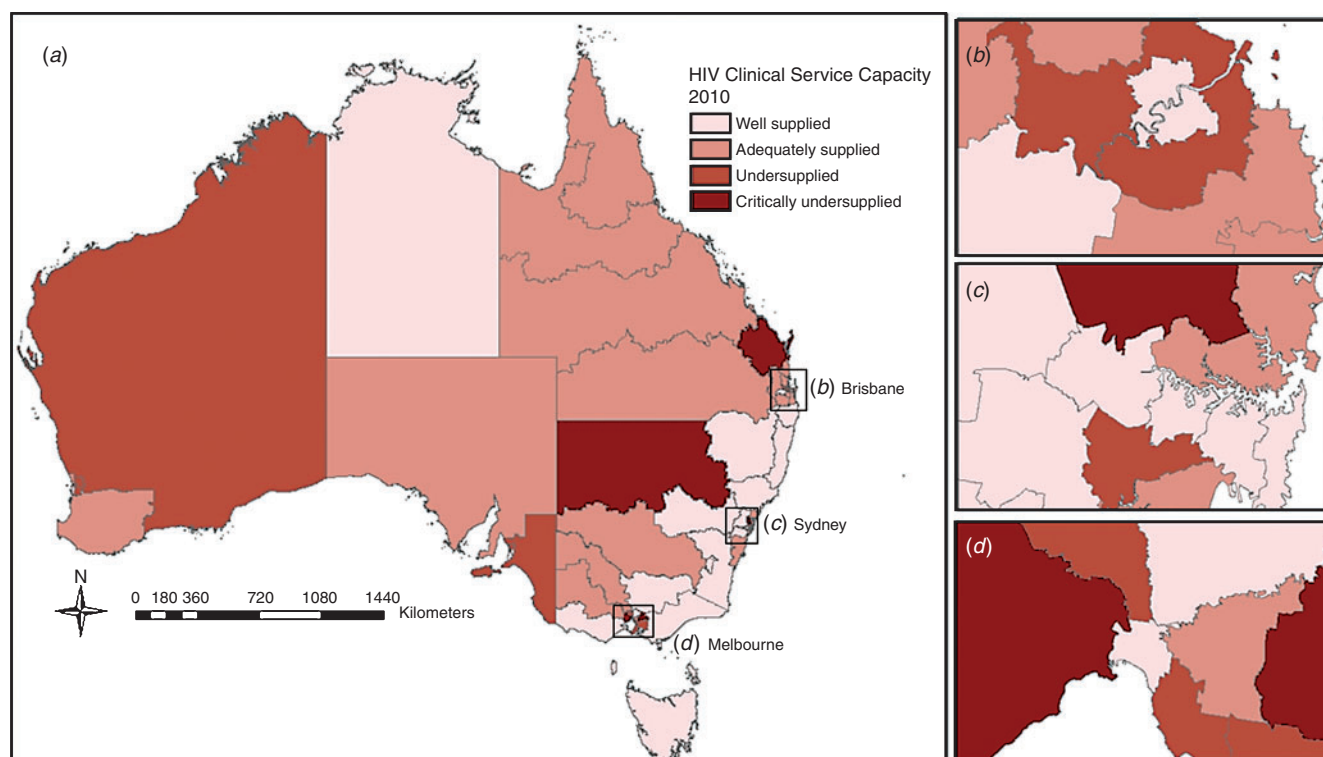 (a)
HIV Clinical Service Capacity
2010
Well supplied
Adequately supplied
Undersupplied
Critically undersupplied
(b) Brisbane
(c) Sydney
(d) Melbourne
N
0 180 360 720 1080 1440
Kilometers
(b)
(c)
(d)